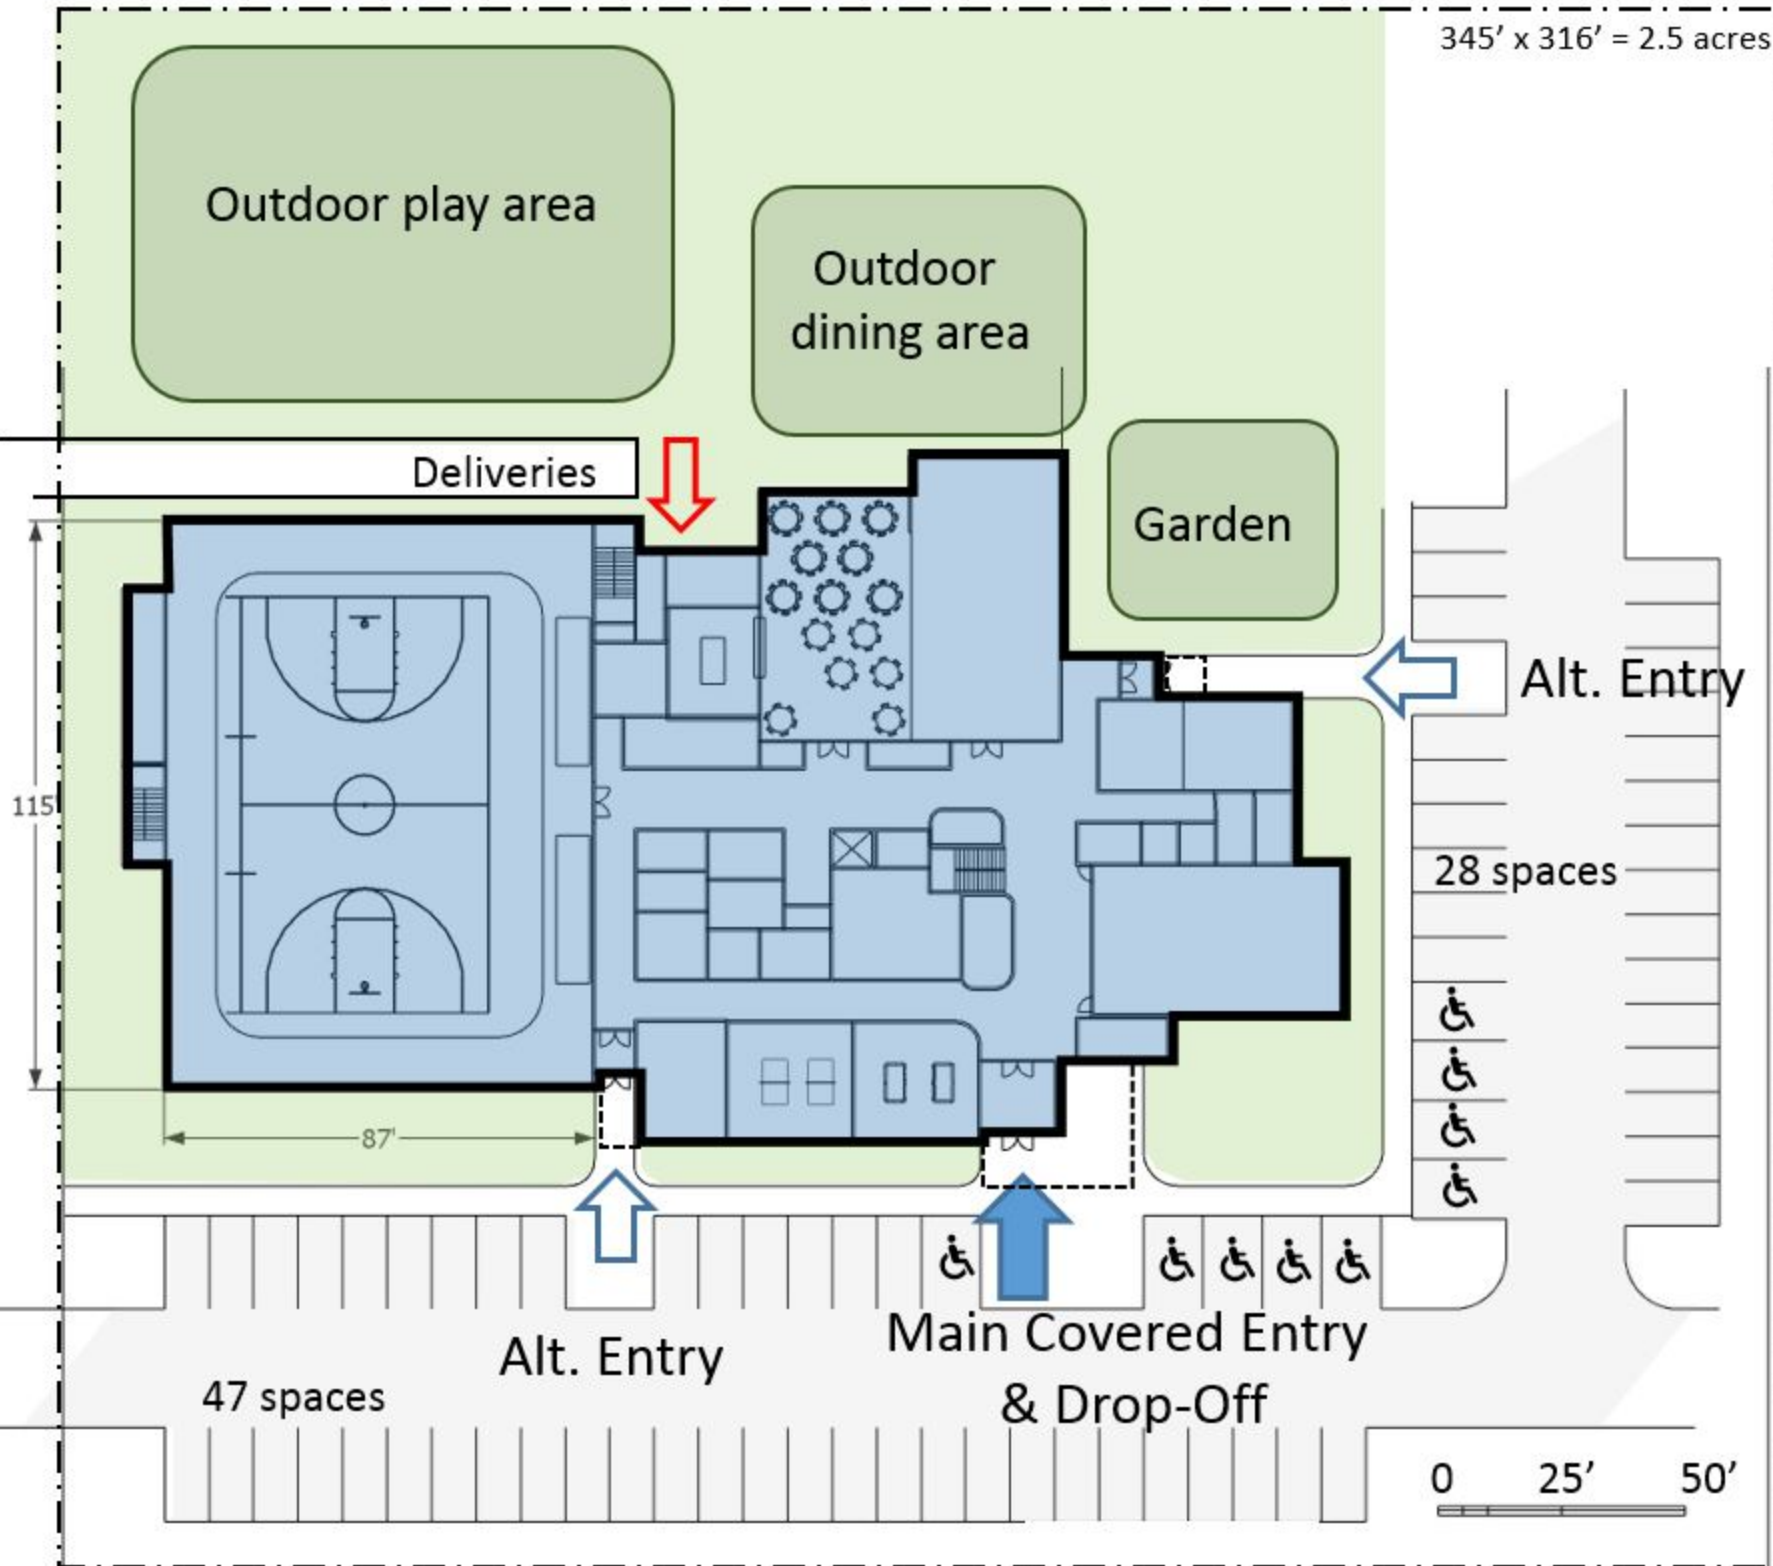 345’ x 316’ = 2.5 acres
Outdoor play area
Outdoor
dining area
Deliveries
Garden
Alt. Entry
115'
28 spaces
87'
Alt. Entry
Main Covered Entry
& Drop-Off
47 spaces
0 25’ 50’